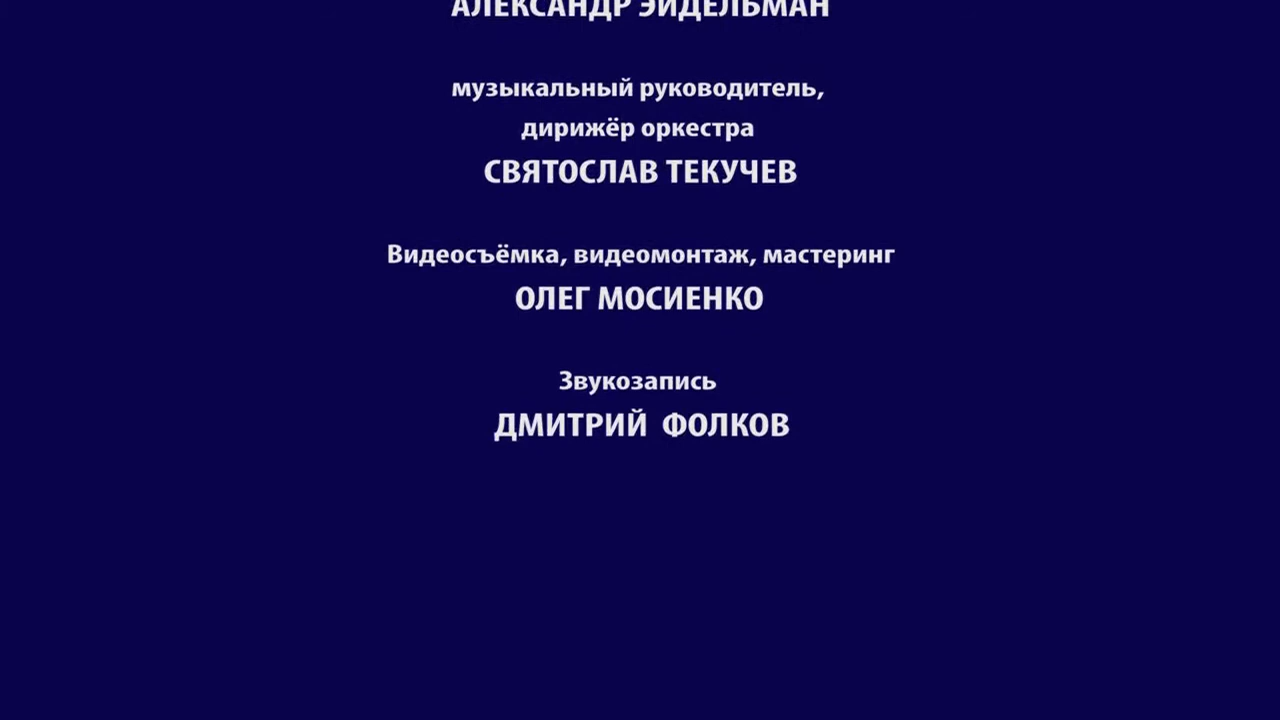 АЛЕКСАНДР ЭЙДЕЛЬМАН
музыкальный руководитель,
дирижёр оркестра
СВЯТОСЛАВ ТЕКУЧЕВ
Видеосъёмка, видеомонтаж, мастеринг
ОЛЕГ МОСИЕНКО
Звукозапись
ДМИТРИЙ ФОЛКОВ